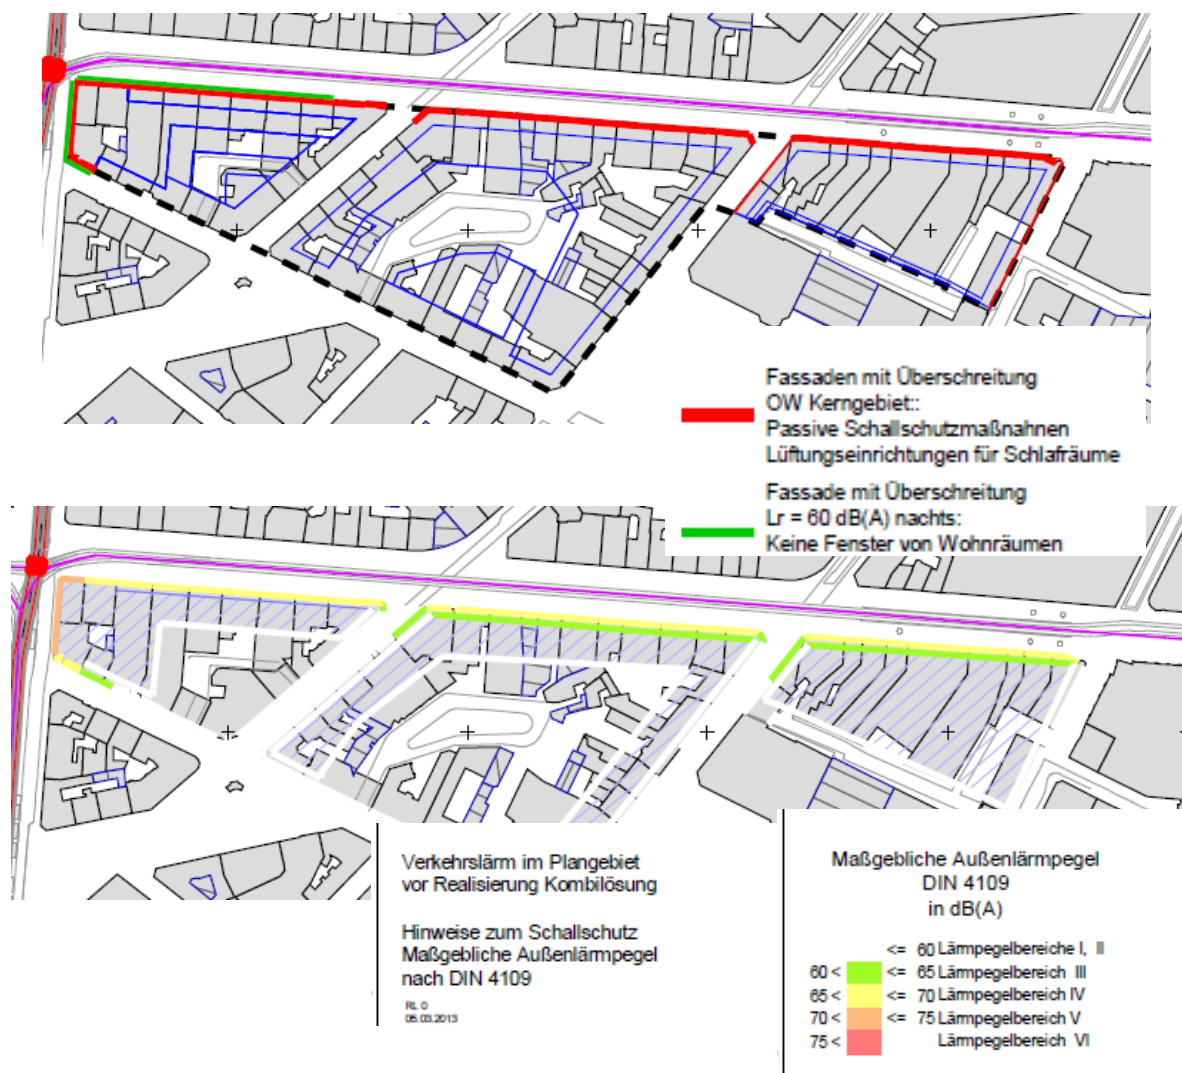 Fassaden mit Überschreitung
OW Kerngebiet::
Passive Schallschutzmaßnahmen
Lüftungseinrichtungen für Schlafräume
Fassade mit Überschreitung
Lr = 60 dB(A) nachts:
Keine Fenster von Wohnräumen
Verkehrslärm im Plangebiet
vor Realisierung Kombilösung
Hinweise zum Schallschutz
Maßgebliche Außenlärmpegel
nach DIN 4109
RL 0
05.03.2013
Maßgebliche Außenlärmpegel
DIN 4109
in dB(A)
<= 60 Lärmpegelbereiche I, II
60 < <= 65 Lärmpegelbereich III
65 < <= 70 Lärmpegelbereich IV
70 < <= 75 Lärmpegelbereich V
75 < Lärmpegelbereich VI